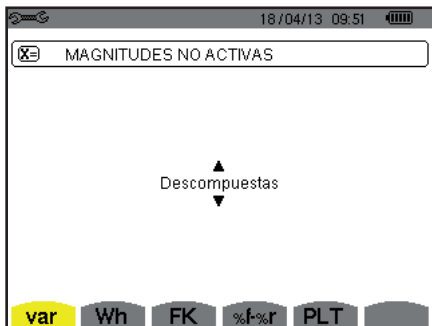 18/04/13 09:51
X= MAGNITUDES NO ACTIVAS
Descompuestas
var Wh FK %f-%r PLT